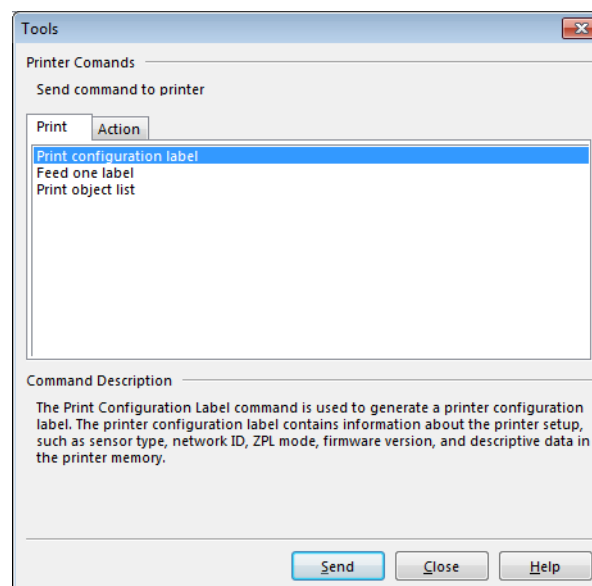 Tools
Printer Comands
Send command to printer
Print
Action
Print configuration label
Feed one label
Print object list
Command Description
The Print Configuration Label command is used to generate a printer configuration
label. The printer configuration label contains information about the printer setup,
such as sensor type, network ID, ZPL mode, firmware version, and descriptive data in
the printer memory.
Send
Close
Help